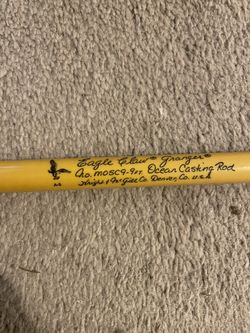 Eagle Claw® Granger®
No. MOSC9-9FT. Ocean Casting Rod
Wright & McGill Co. Denver, Co. U.S.A.